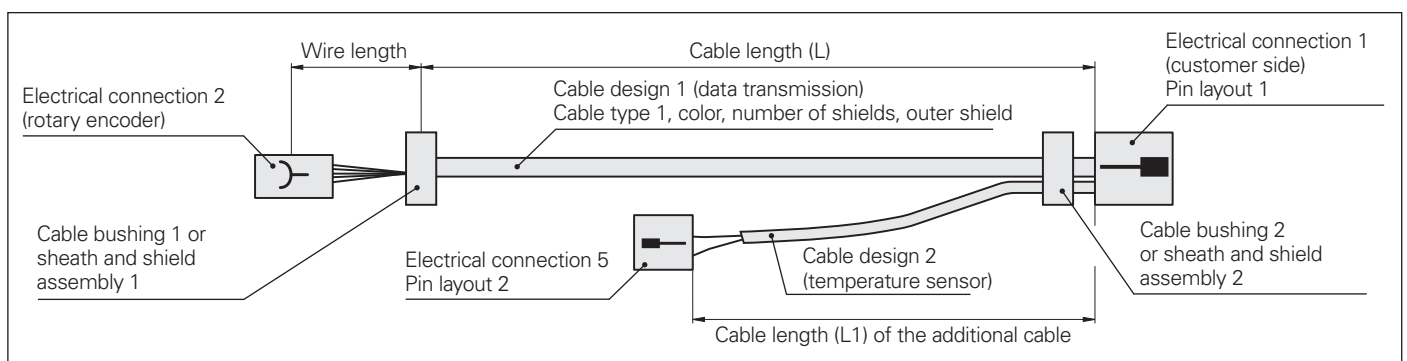 Wire length
Cable length (L)
Electrical connection 1
(customer side)
Pin layout 1
Electrical connection 2
(rotary encoder)
Cable design 1 (data transmission)
Cable type 1, color, number of shields, outer shield
Cable bushing 1 or
sheath and shield
assembly 1
Electrical connection 5
Pin layout 2
Cable design 2
(temperature sensor)
Cable bushing 2
or sheath and shield
assembly 2
Cable length (L1) of the additional cable